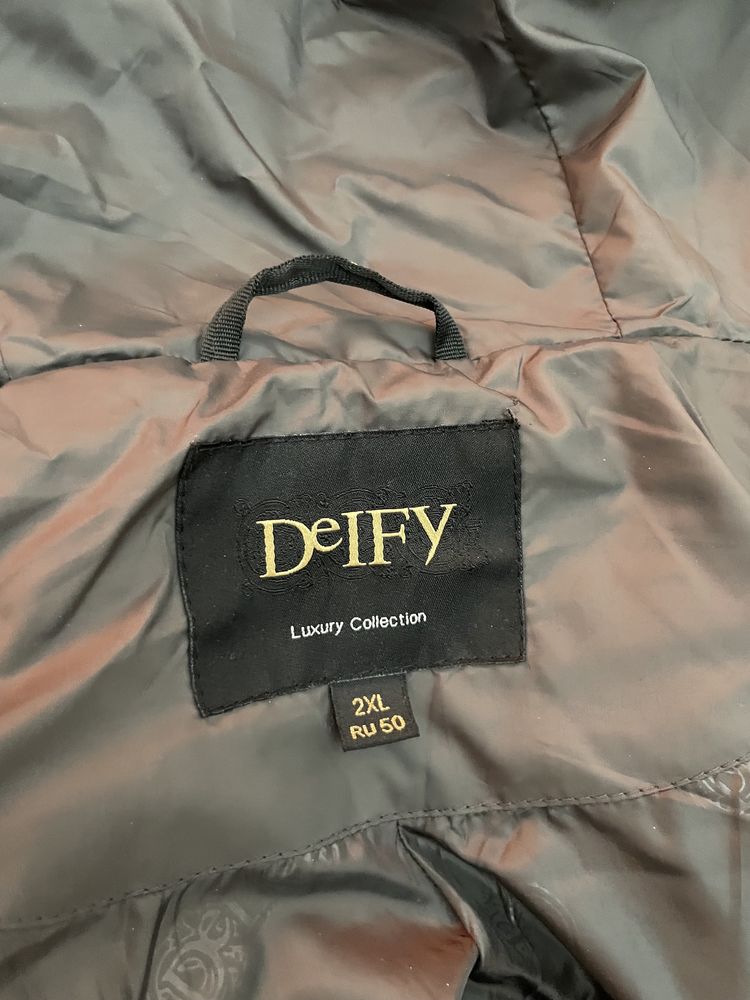 DeIFY
Luxury Collection
2XL
RU 50